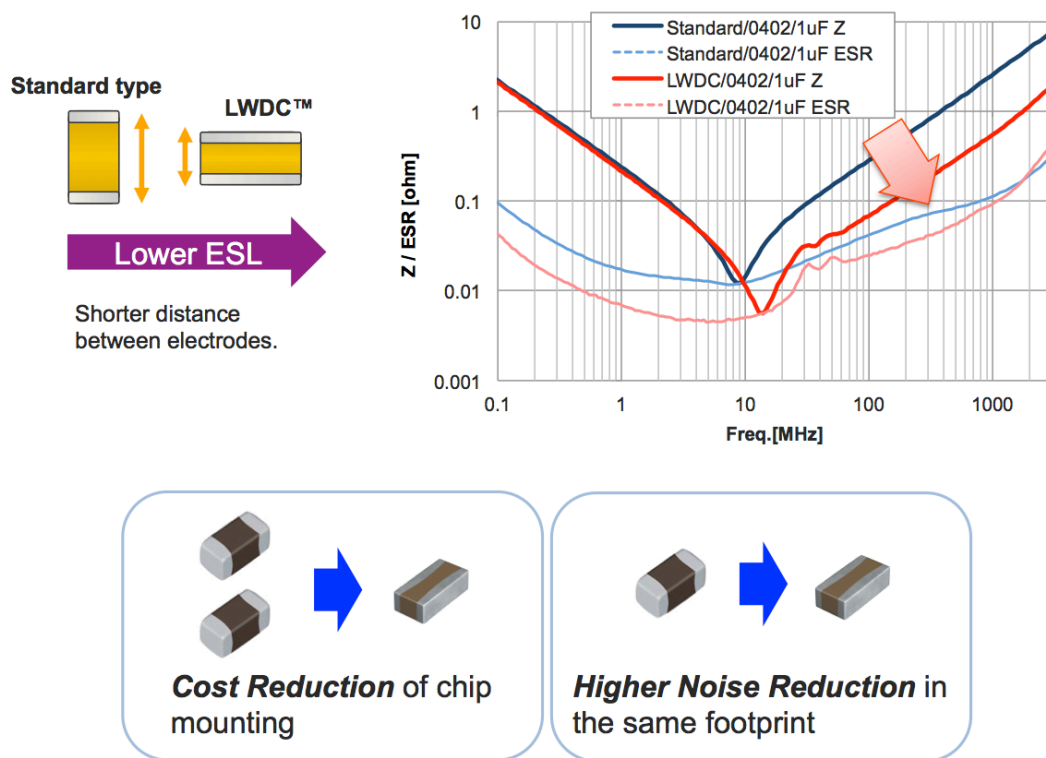 Standard type
LWDC™
Lower ESL
Shorter distance
between electrodes.
Standard/0402/1uF Z
Standard/0402/1uF ESR
LWDC/0402/1uF Z
LWDC/0402/1uF ESR
Z / ESR [ohm]
10
1
0.1
0.01
0.001
0.1
1
10
100
1000
Freq.[MHz]
Cost Reduction of chip
mounting
Higher Noise Reduction in
the same footprint